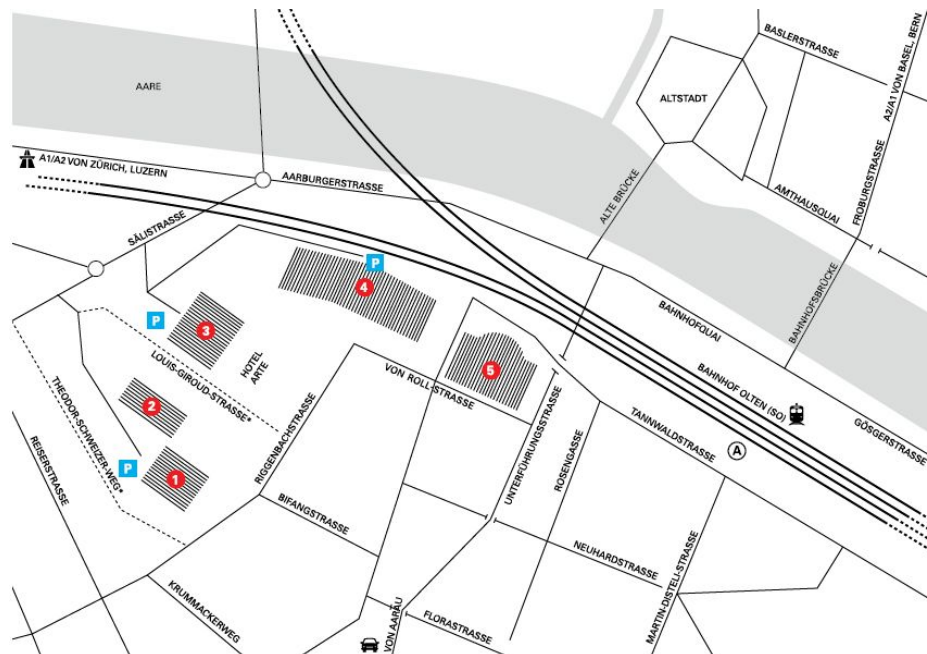 BASLERSTRASSE
A2/A1 VON BASEL, BERN
AARE
ALTSTADT
A1/A2 VON ZÜRICH, LUZERN
AARBURGERSTRASSE
ALTE BRÜCKE
AMTHAUSQUAI
FROBURGSTRASSE
SÄLISTRASSE
P
4
BAHNHOFQUAI
BAHNHOFSBRÜCKE
P
3
HOTEL
ARTE
5
VON ROLL-STRASSE
BAHNHOF OLTEN (SO)
LOUIS-GIROUD-STRASSE*
2
THEODOR-SCHWEIZER-WEG*
GÖSGERSTRASSE
TANNWALDSTRASSE
A
P
1
REISERSTRASSE
RIGGENBACHSTRASSE
UNTERFÜHRUNGSSTRASSE
ROSENGASSE
BIFANGSTRASSE
NEUHARDSTRASSE
MARTIN-DISTELI-STRASSE
KRUMMACKERWEG
VON AARAU
FLORASTRASSE